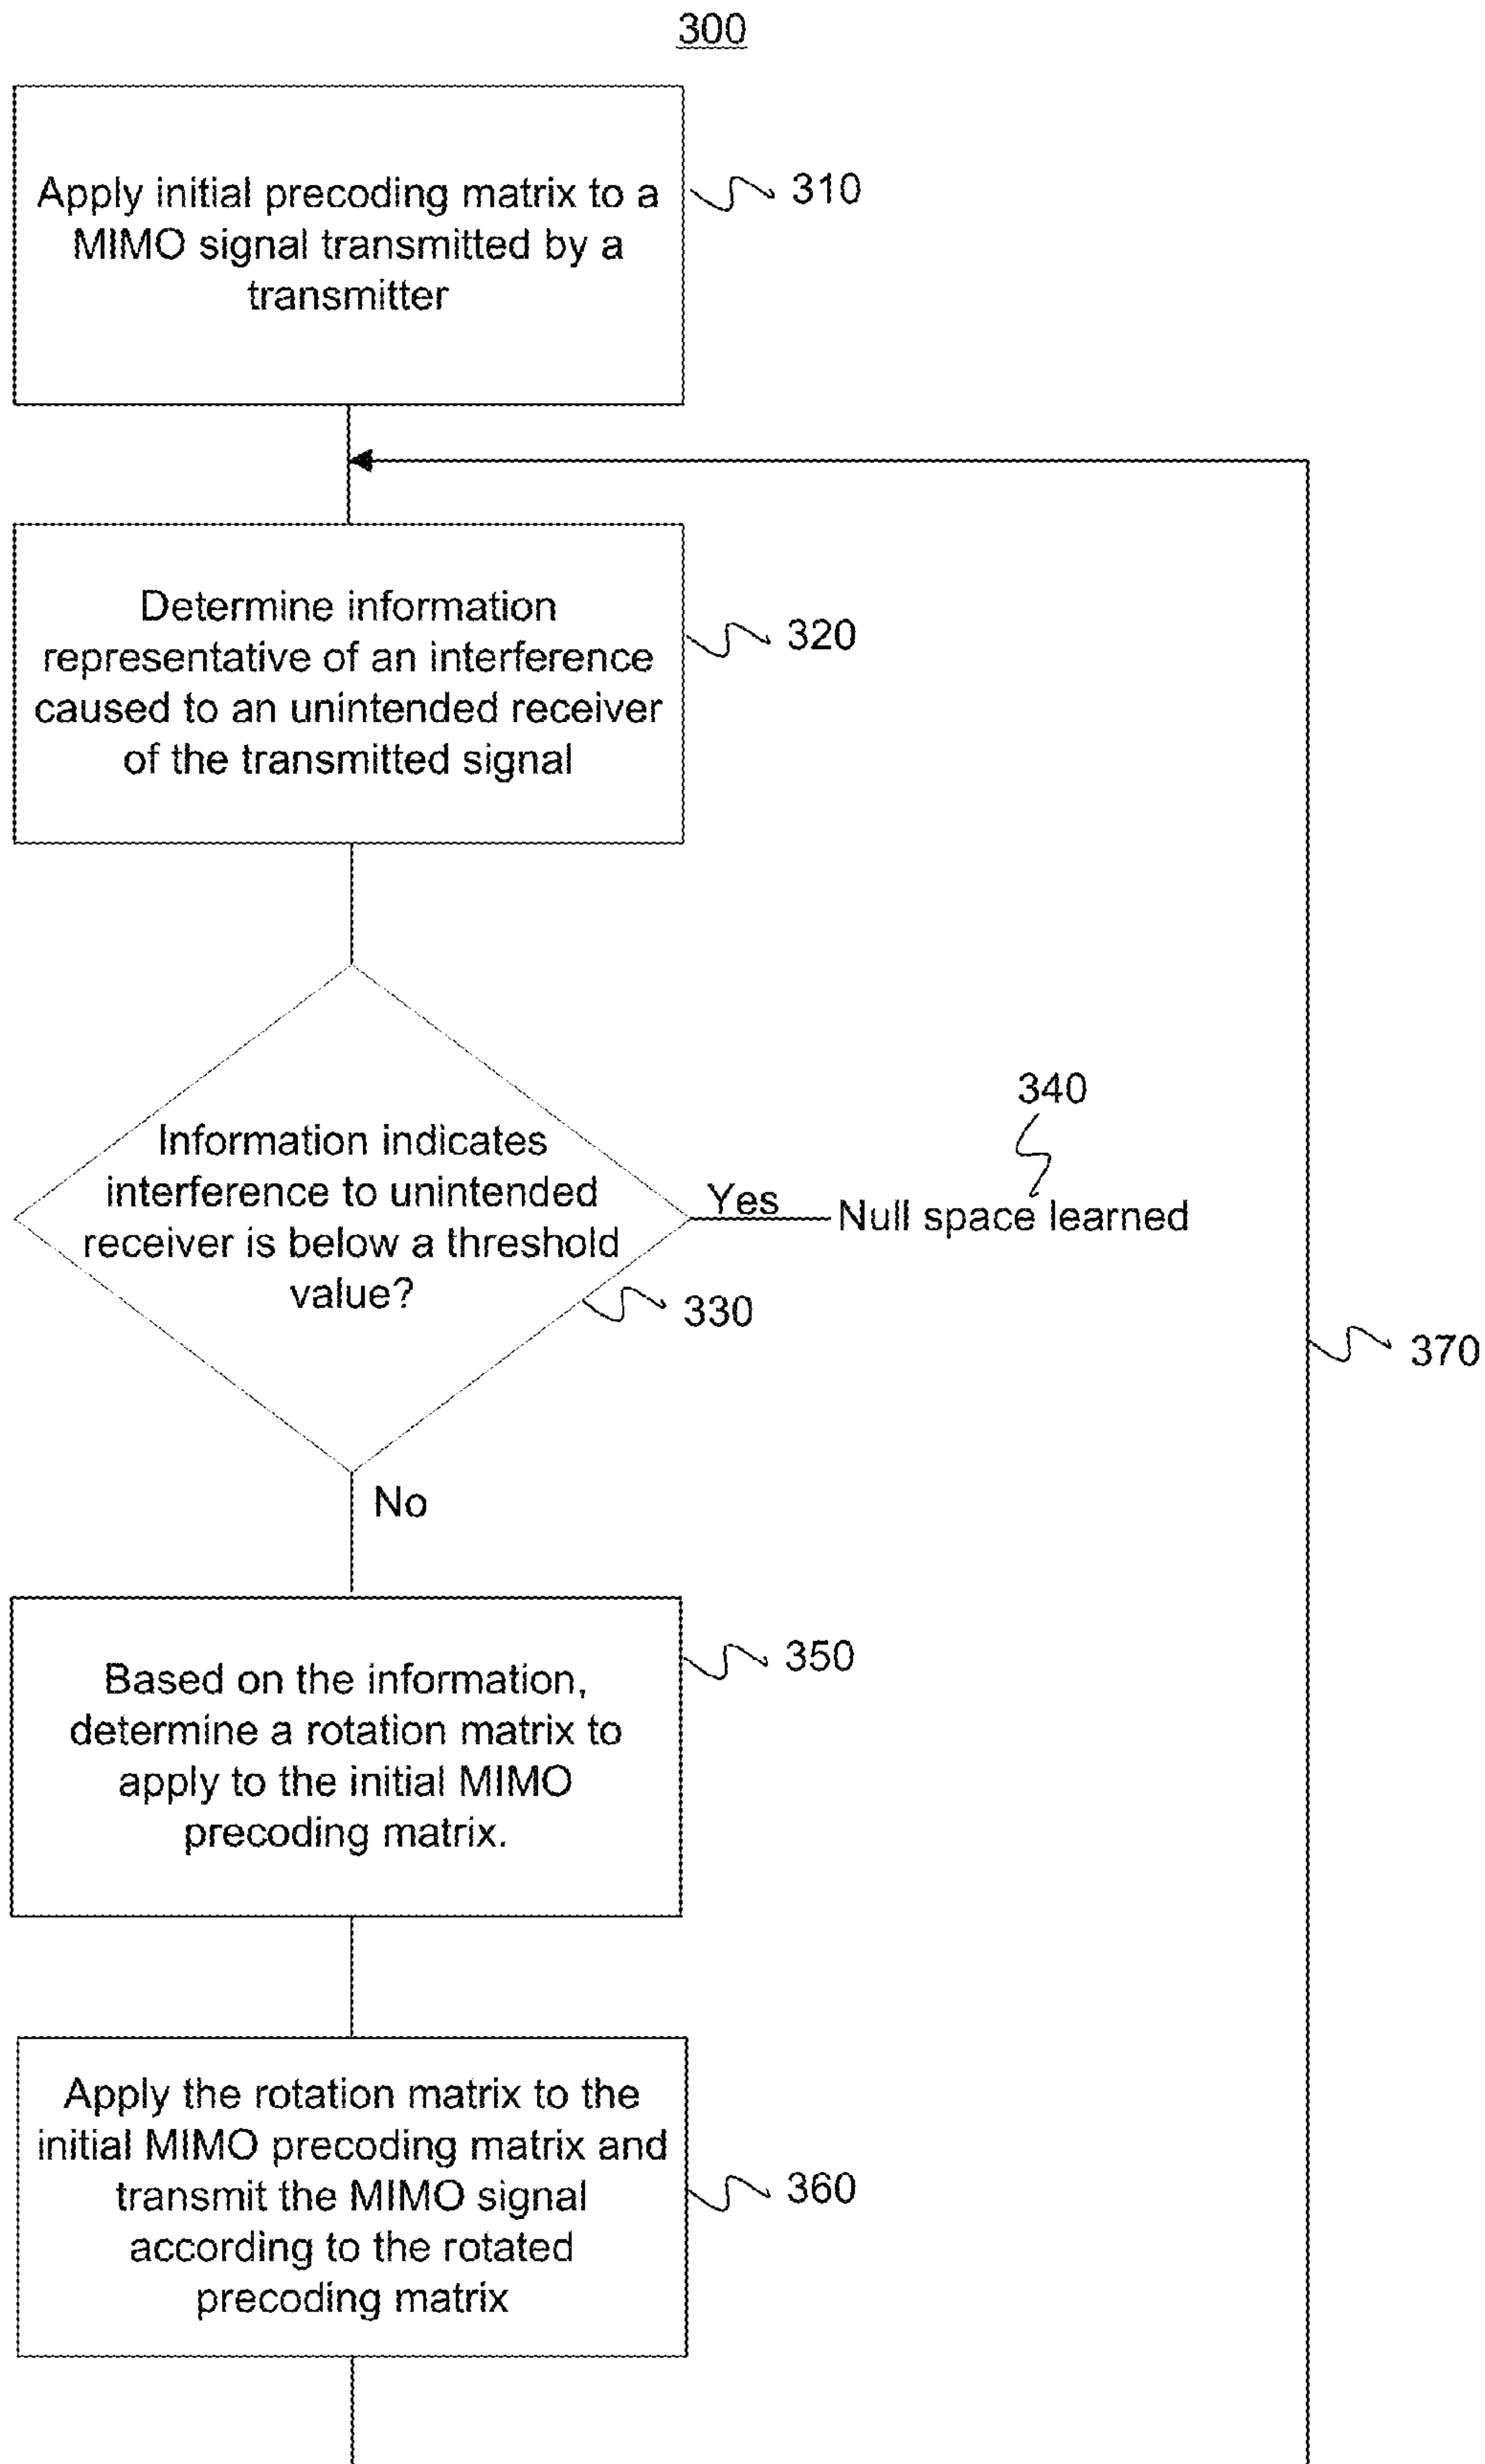 300
Apply initial precoding matrix to a
MIMO signal transmitted by a
transmitter
310
Determine information
representative of an interference
caused to an unintended receiver
of the transmitted signal
320
Information indicates
interference to unintended
receiver is below a threshold
value?
330
Yes
340
Null space learned
370
No
Based on the information,
determine a rotation matrix to
apply to the initial MIMO
precoding matrix.
350
Apply the rotation matrix to the
initial MIMO precoding matrix and
transmit the MIMO signal
according to the rotated
precoding matrix
360